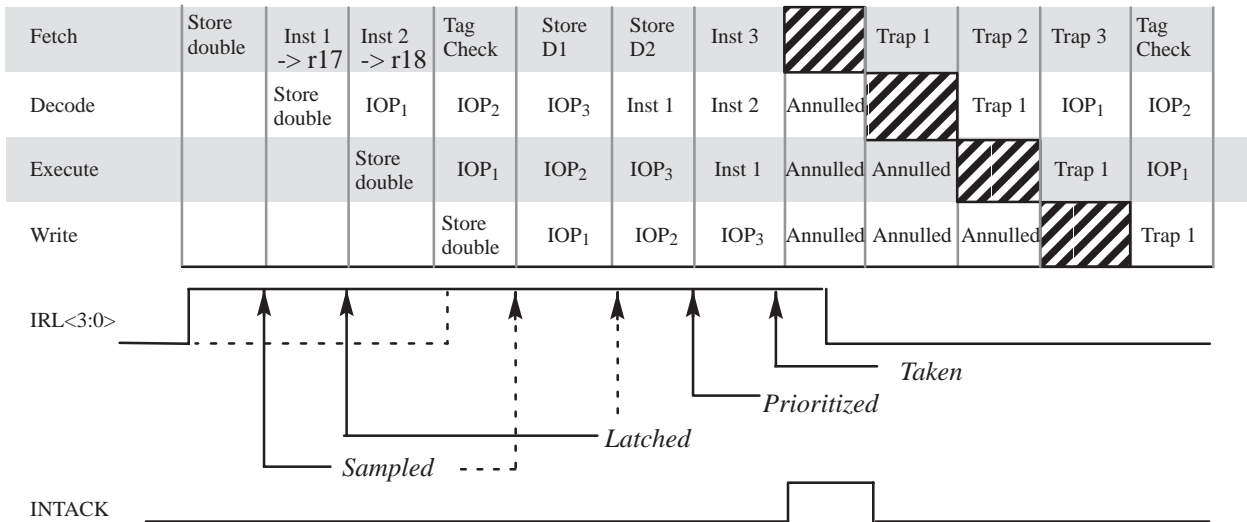 Fetch Store double Inst 1 -> r17 Inst 2 -> r18 Tag Check Store D1 Store D2 Inst 3 Trap 1 Trap 2 Trap 3 Tag Check
Decode Store double IOP1 IOP2 IOP3 Inst 1 Inst 2 Annulled Trap 1 IOP1 IOP2
Execute Store double IOP1 IOP2 IOP3 Inst 1 Annulled Annulled Trap 1 IOP1
Write Store double IOP1 IOP2 IOP3 Annulled Annulled Annulled Trap 1
IRL<3:0>
Taken
Prioritized
Latched
Sampled
INTACK